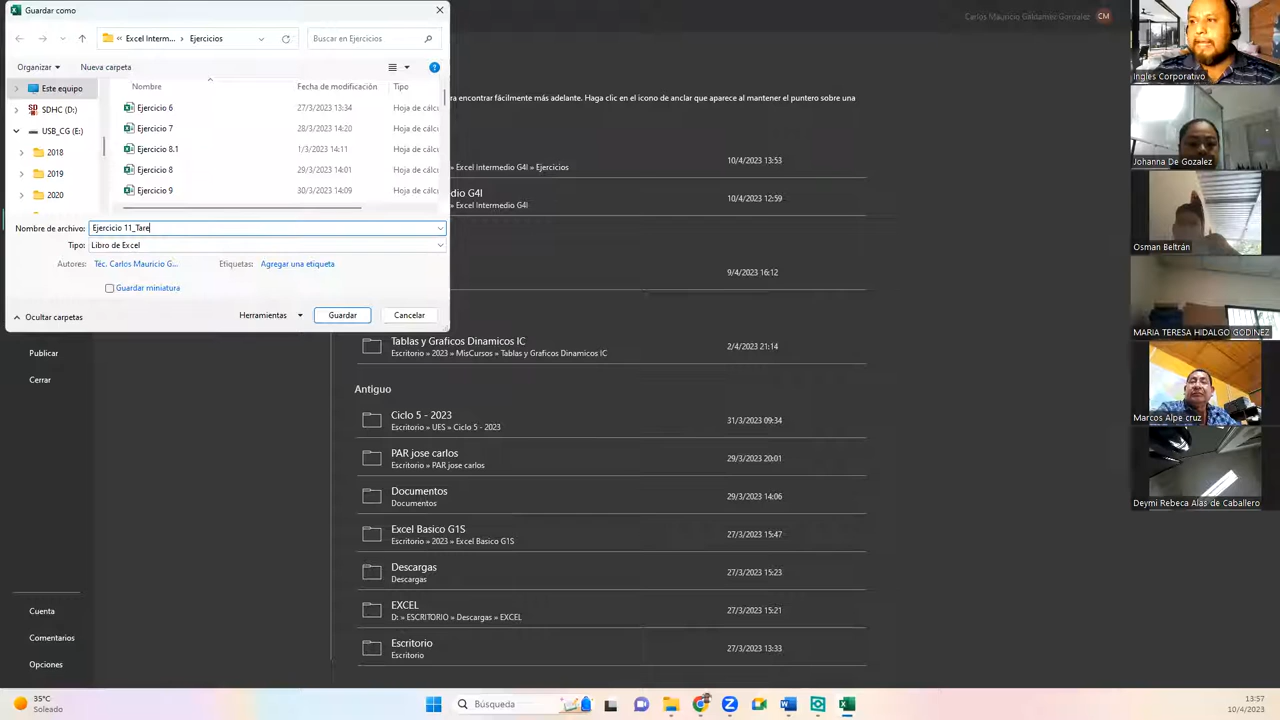 Guardar como
Carlos Mauricio Galdamez Gonzalez CM
« Excel Interm... › Ejercicios
Buscar en Ejercicios
Organizar
Nueva carpeta
Nombre
Fecha de modificación
Tipo
Este equipo
SDHC (D:)
USB_CG (E:)
2018
2019
2020
Ejercicio 6 27/3/2023 13:34 Hoja de cálcu
Ejercicio 7 28/3/2023 14:20 Hoja de cálcu
Ejercicio 8.1 1/3/2023 14:11 Hoja de cálcu
Ejercicio 8 29/3/2023 14:01 Hoja de cálcu
Ejercicio 9 30/3/2023 14:09 Hoja de cálcu
Nombre de archivo: Ejercicio 11_Tare
Tipo: Libro de Excel
Autores: Téc. Carlos Mauricio G...
Etiquetas: Agregar una etiqueta
Guardar miniatura
Ocultar carpetas
Herramientas
Guardar
Cancelar
ra encontrar fácilmente más adelante. Haga clic en el icono de anclar que aparece al mantener el puntero sobre una
» Excel Intermedio G4I » Ejercicios
10/4/2023 13:53
dio G4I
» Excel Intermedio G4I
10/4/2023 12:59
9/4/2023 16:12
Publicar
Cerrar
Tablas y Graficos Dinamicos IC
Escritorio » 2023 » MisCursos » Tablas y Graficos Dinamicos IC
2/4/2023 21:14
Antiguo
Ciclo 5 - 2023
Escritorio » UES » Ciclo 5 - 2023
31/3/2023 09:34
PAR jose carlos
Escritorio » PAR jose carlos
29/3/2023 20:01
Documentos
Documentos
29/3/2023 14:06
Excel Basico G1S
Escritorio » 2023 » Excel Basico G1S
27/3/2023 15:47
Descargas
Descargas
27/3/2023 15:23
EXCEL
D: » ESCRITORIO » Descargas » EXCEL
27/3/2023 15:21
Escritorio
Escritorio
27/3/2023 13:33
Cuenta
Comentarios
Opciones
Ingles Corporativo
Johanna De Gozalez
Osman Beltrán
MARIA TERESA HIDALGO GODINEZ
Marcos Alpe cruz
Deymi Rebeca Alas de Caballero
35°C
Soleado
Búsqueda
13:57
10/4/2023